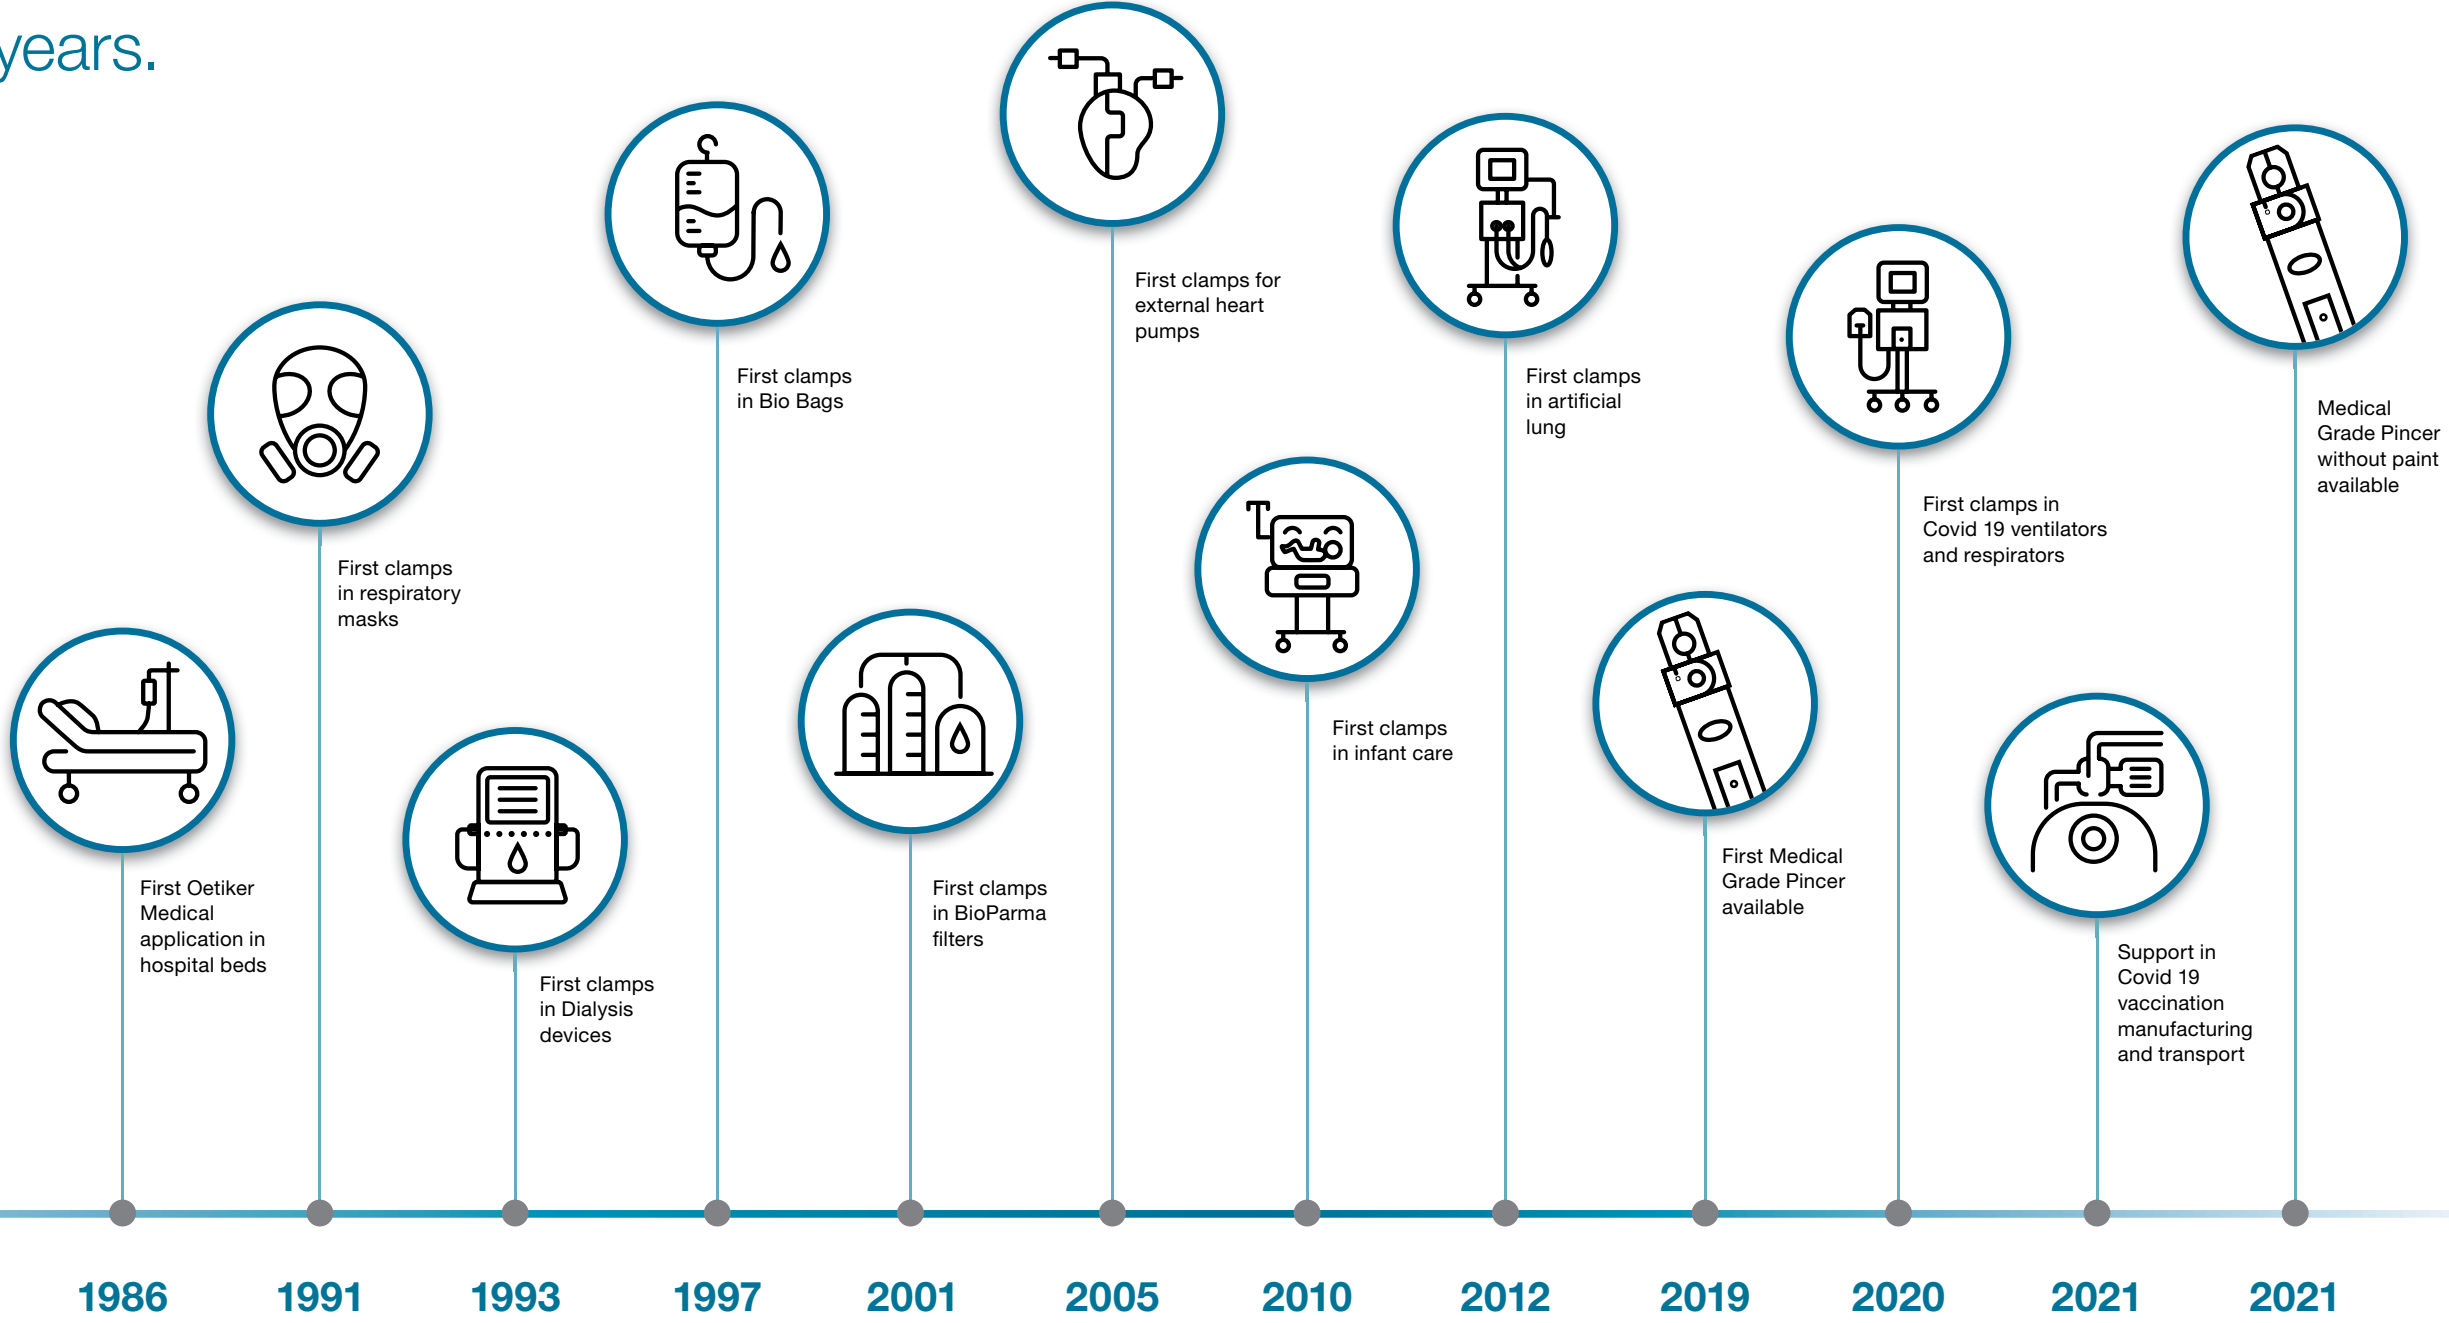 years.
First Oetiker
Medical
application in
hospital beds
First clamps
in respiratory
masks
First clamps
in Dialysis
devices
First clamps
in Bio Bags
First clamps
in BioParma
filters
First clamps for
external heart
pumps
First clamps
in infant care
First clamps
in artificial
lung
First Medical
Grade Pincer
available
First clamps in
Covid 19 ventilators
and respirators
Support in
Covid 19
vaccination
manufacturing
and transport
Medical
Grade Pincer
without paint
available
1986 1991 1993 1997 2001 2005 2010 2012 2019 2020 2021 2021